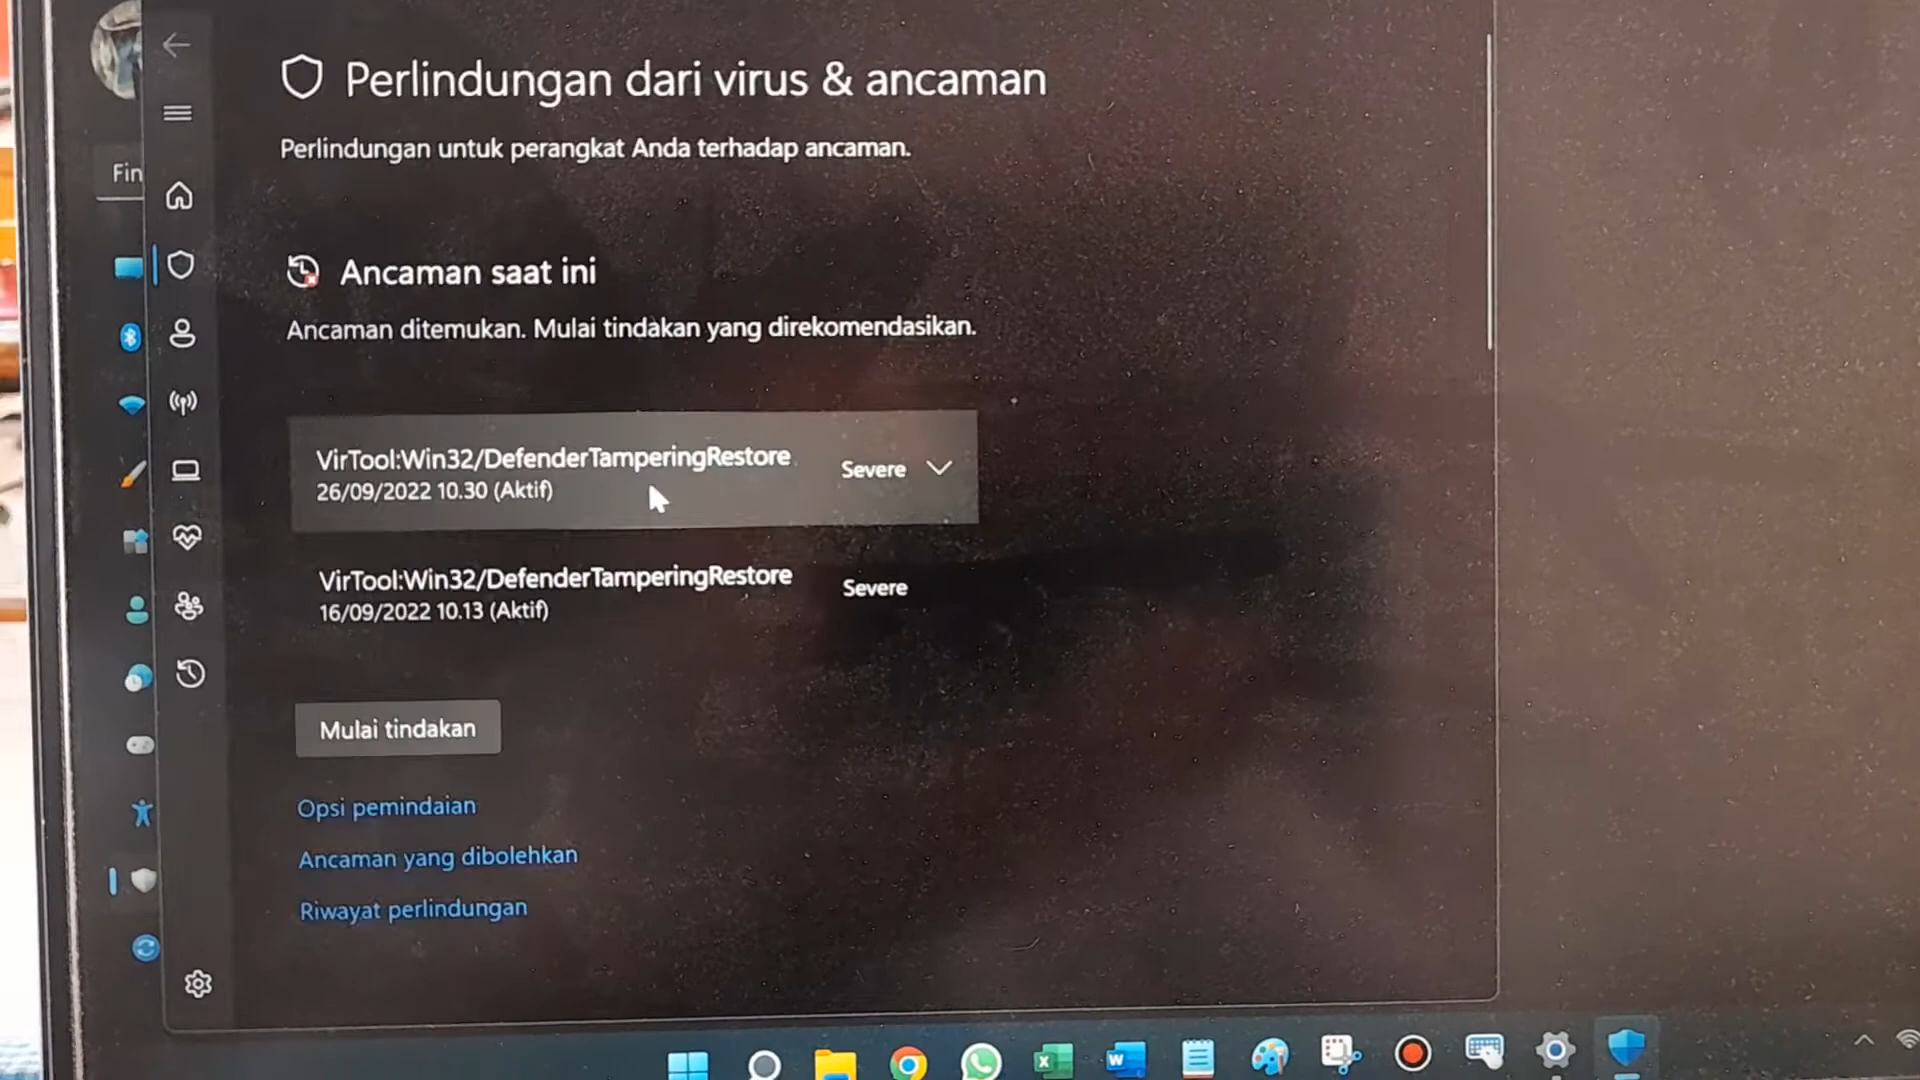 Perlindungan dari virus & ancaman
Perlindungan untuk perangkat Anda terhadap ancaman.
Fin
Ancaman saat ini
Ancaman ditemukan. Mulai tindakan yang direkomendasikan.
VirTool:Win32/DefenderTamperingRestore
26/09/2022 10.30 (Aktif)
Severe
VirTool:Win32/DefenderTamperingRestore
16/09/2022 10.13 (Aktif)
Severe
Mulai tindakan
Opsi pemindaian
Ancaman yang dibolehkan
Riwayat perlindungan